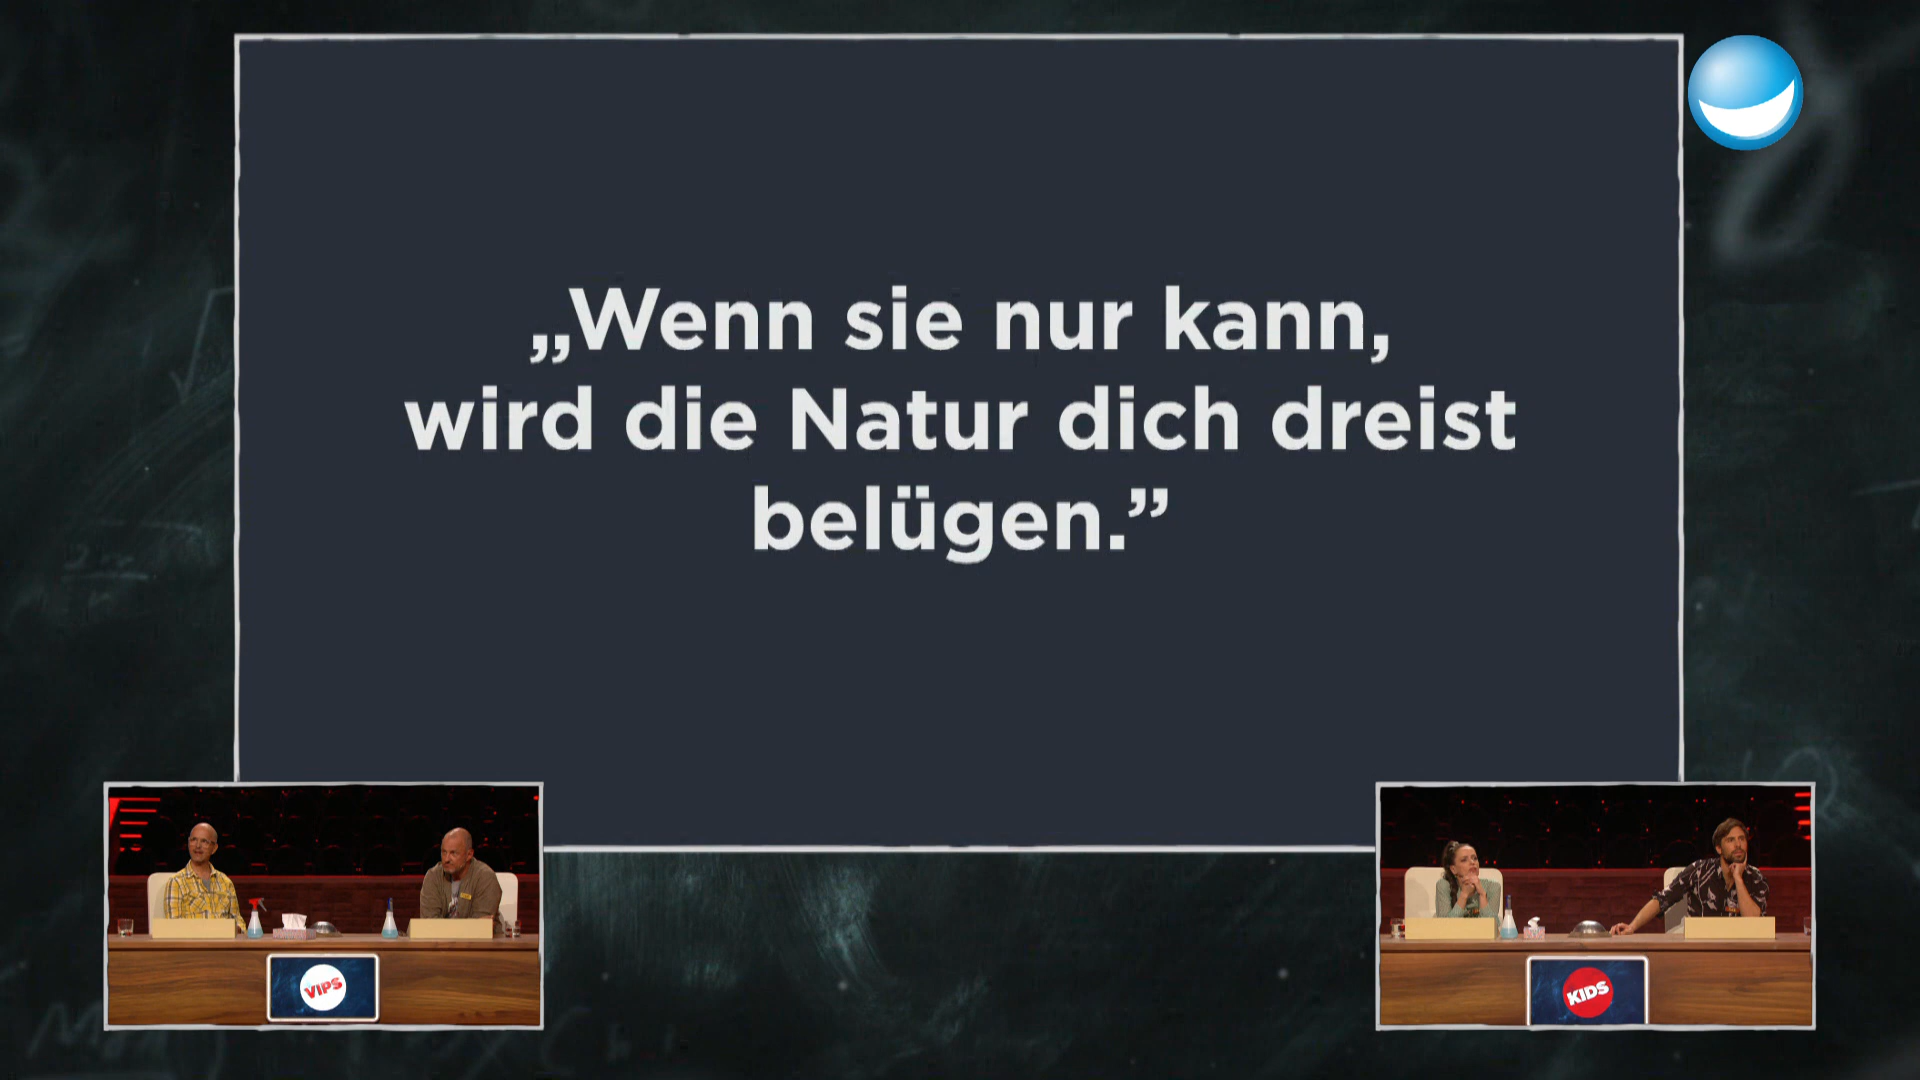 „Wenn sie nur kann,
wird die Natur dich dreist
belügen.”
VIPS
KIDS